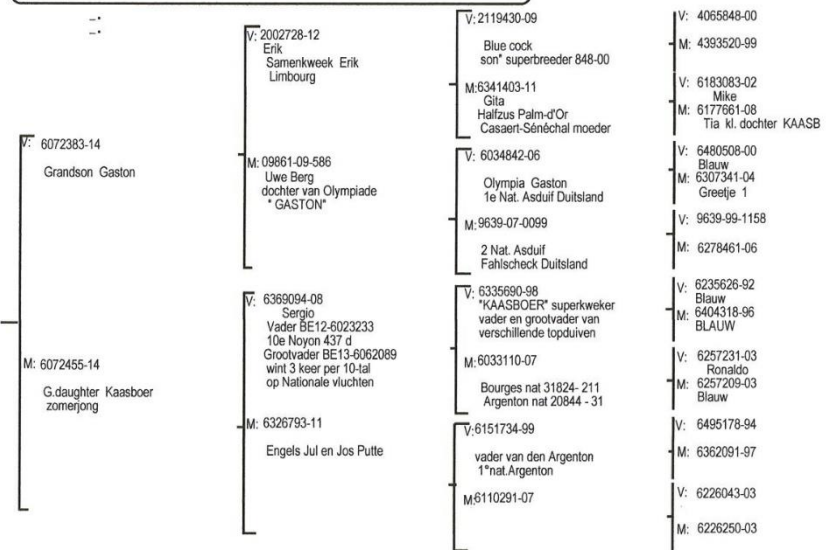 V: 6072383-14
Grandson Gaston
M: 6072455-14
G.daughter Kaasboer
zomerjong
V: 2002728-12
Erik
Samenkweek Erik
Limbourg
M: 09861-09-586
Uwe Berg
dochter van Olympiade
" GASTON"
V: 6369094-08
Sergio
Vader BE12-6023233
10e Noyon 437 d
Grootvader BE13-6062089
wint 3 keer per 10-tal
op Nationale vluchten
M: 6326793-11
Engels Jul en Jos Putte
V: 2119430-09
Blue cock
son" superbreeder 848-00
M:6341403-11
Gita
Halfzus Palm-d'Or
Casaert-Sénéchal moeder
V: 6034842-06
Olympia Gaston
1e Nat. Asduif Duitsland
M: 9639-07-0099
2 Nat. Asduif
Fahlscheck Duitsland
V: 6335690-98
"KAASBOER" superkweker
vader en grootvader van
verschillende topduiven
M:6033110-07
Bourges nat 31824- 211
Argenton nat 20844 - 31
V:6151734-99
vader van den Argenton
1°nat.Argenton
M:6110291-07
V: 4065848-00
M: 4393520-99
V: 6183083-02
Mike
M: 6177661-08
Tia kl. dochter KAASB
V: 6480508-00
Blauw
M: 6307341-04
Greetje 1
V: 9639-99-1158
M: 6278461-06
V: 6235626-92
Blauw
M: 6404318-96
BLAUW
V: 6257231-03
Ronaldo
M: 6257209-03
Blauw
V: 6495178-94
M: 6362091-97
V: 6226043-03
M: 6226250-03